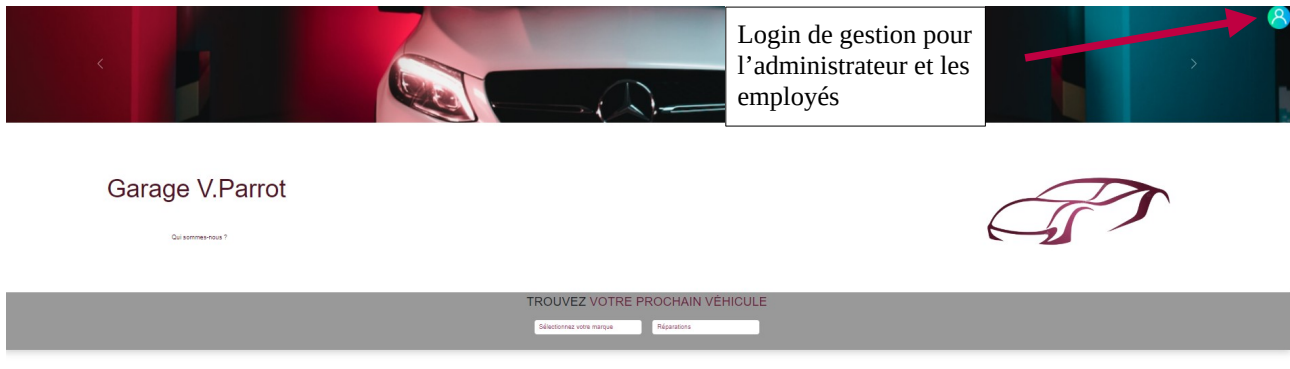 Login de gestion pour
l’administrateur et les
employés
Garage V.Parrot
Qui sommes-nous ?
TROUVEZ VOTRE PROCHAIN VÉHICULE
Sélectionnez votre marque
Réparations